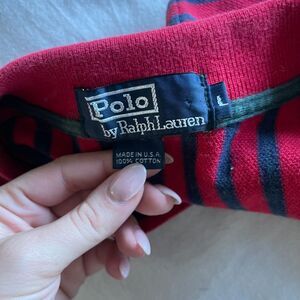 Polo
by Ralph Lauren
L
MADE IN U.S.A.
100% COTTON